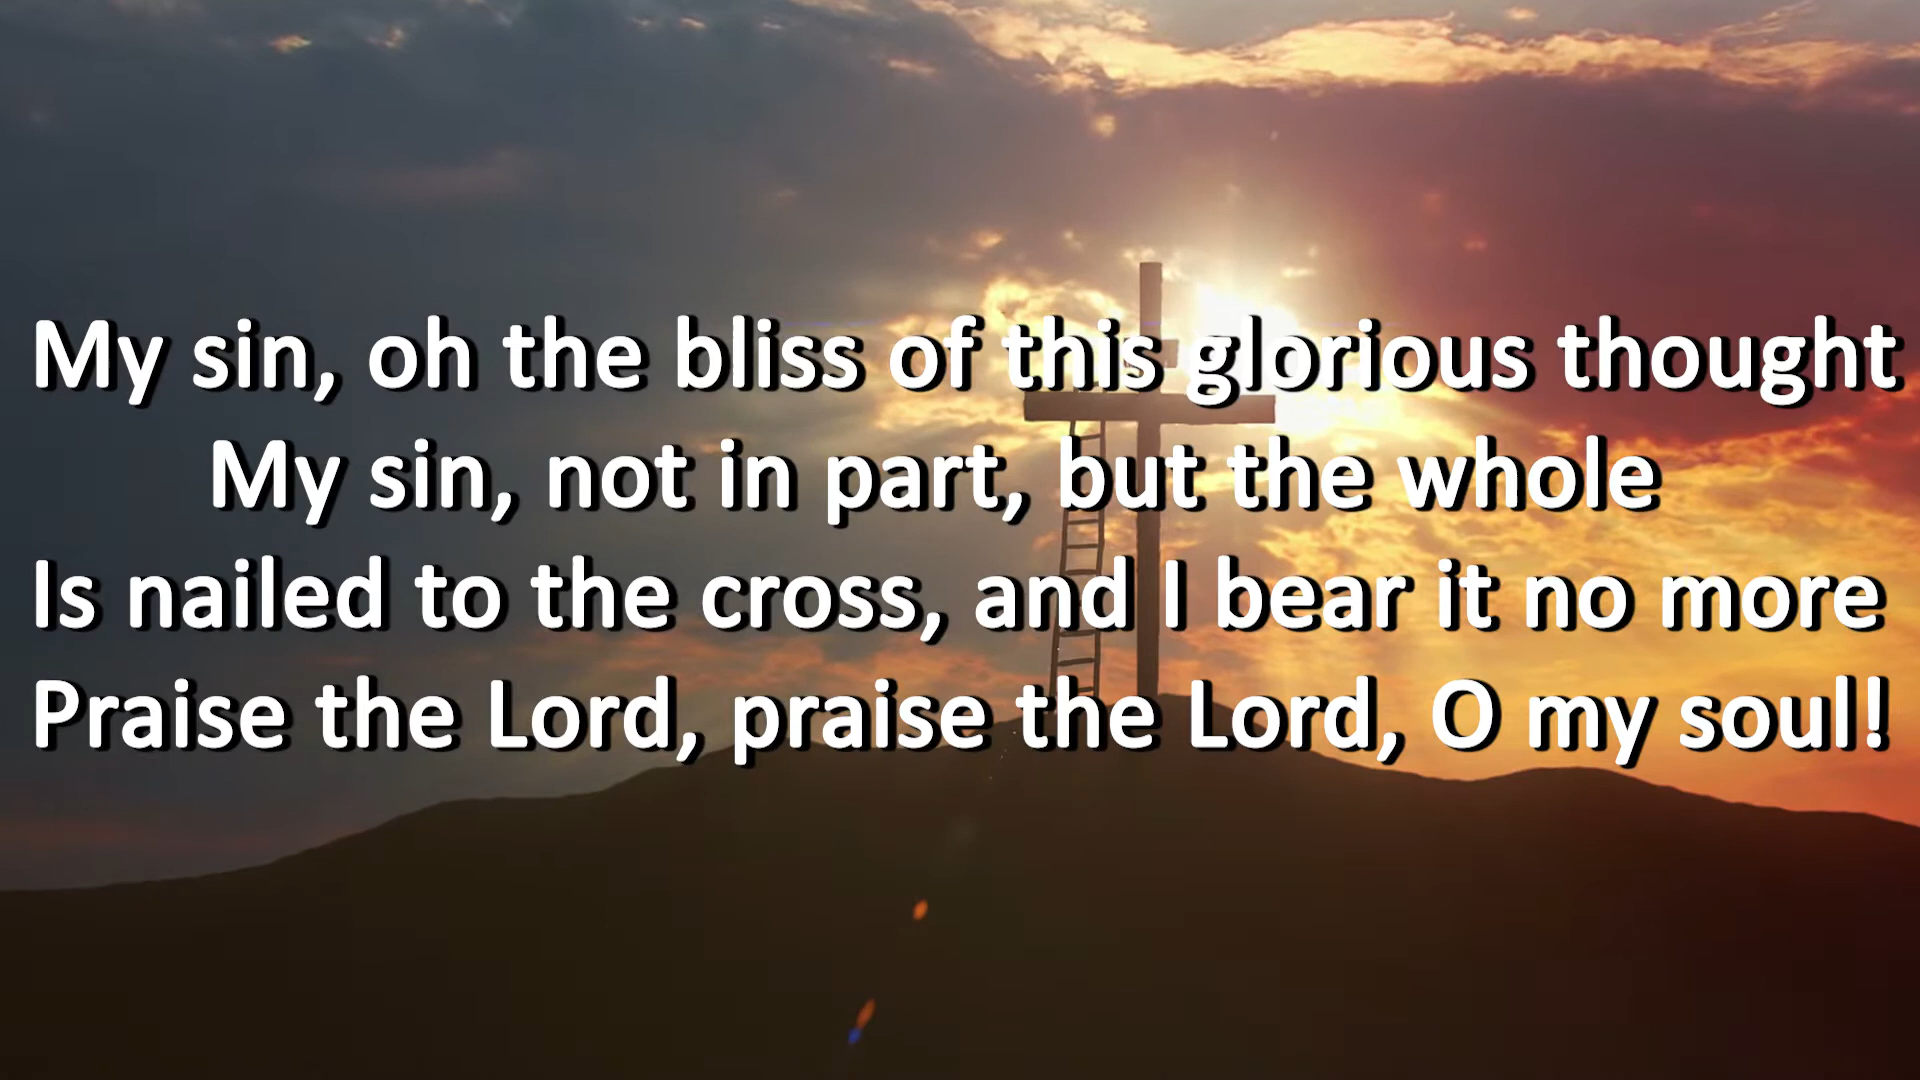 My sin, oh the bliss of this glorious thought
My sin, not in part, but the whole
Is nailed to the cross, and I bear it no more
Praise the Lord, praise the Lord, O my soul!